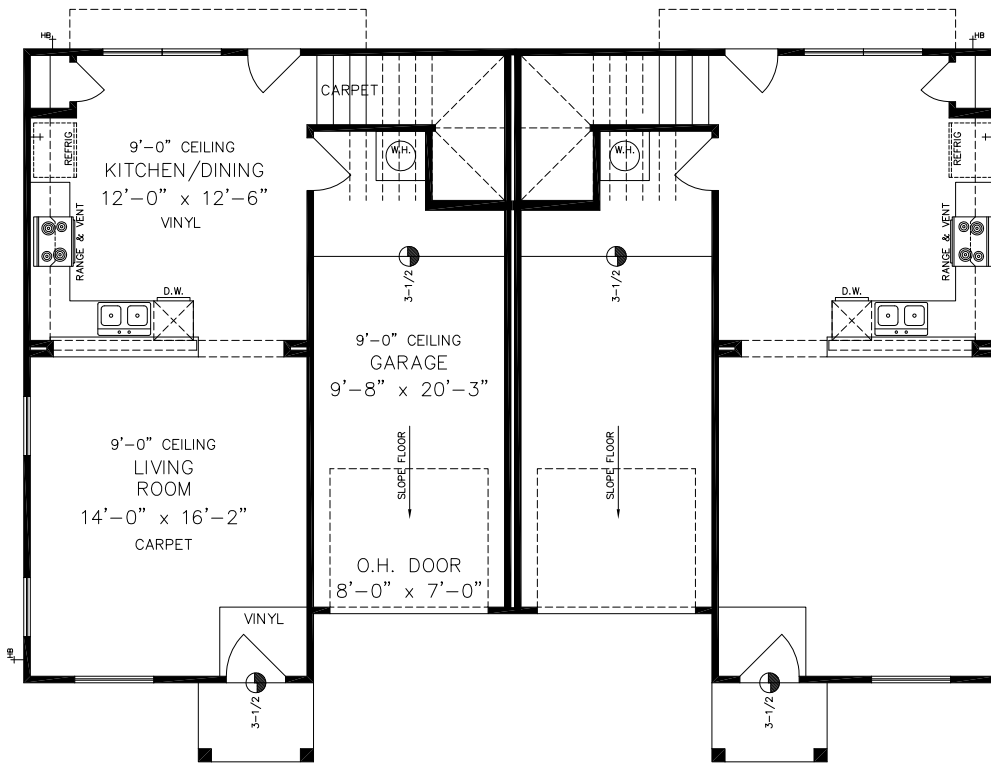 HB
HB
CARPET
W.H.
W.H.
REFRIG
REFRIG
9'-0" CEILING
KITCHEN/DINING
12'-0" x 12'-6"
VINYL
RANGE & VENT
RANGE & VENT
3-1/2
3-1/2
D.W.
D.W.
9'-0" CEILING
GARAGE
9'-8" x 20'-3"
9'-0" CEILING
LIVING
ROOM
14'-0" x 16'-2"
CARPET
SLOPE FLOOR
SLOPE FLOOR
O.H. DOOR
8'-0" x 7'-0"
VINYL
HB
3-1/2
3-1/2